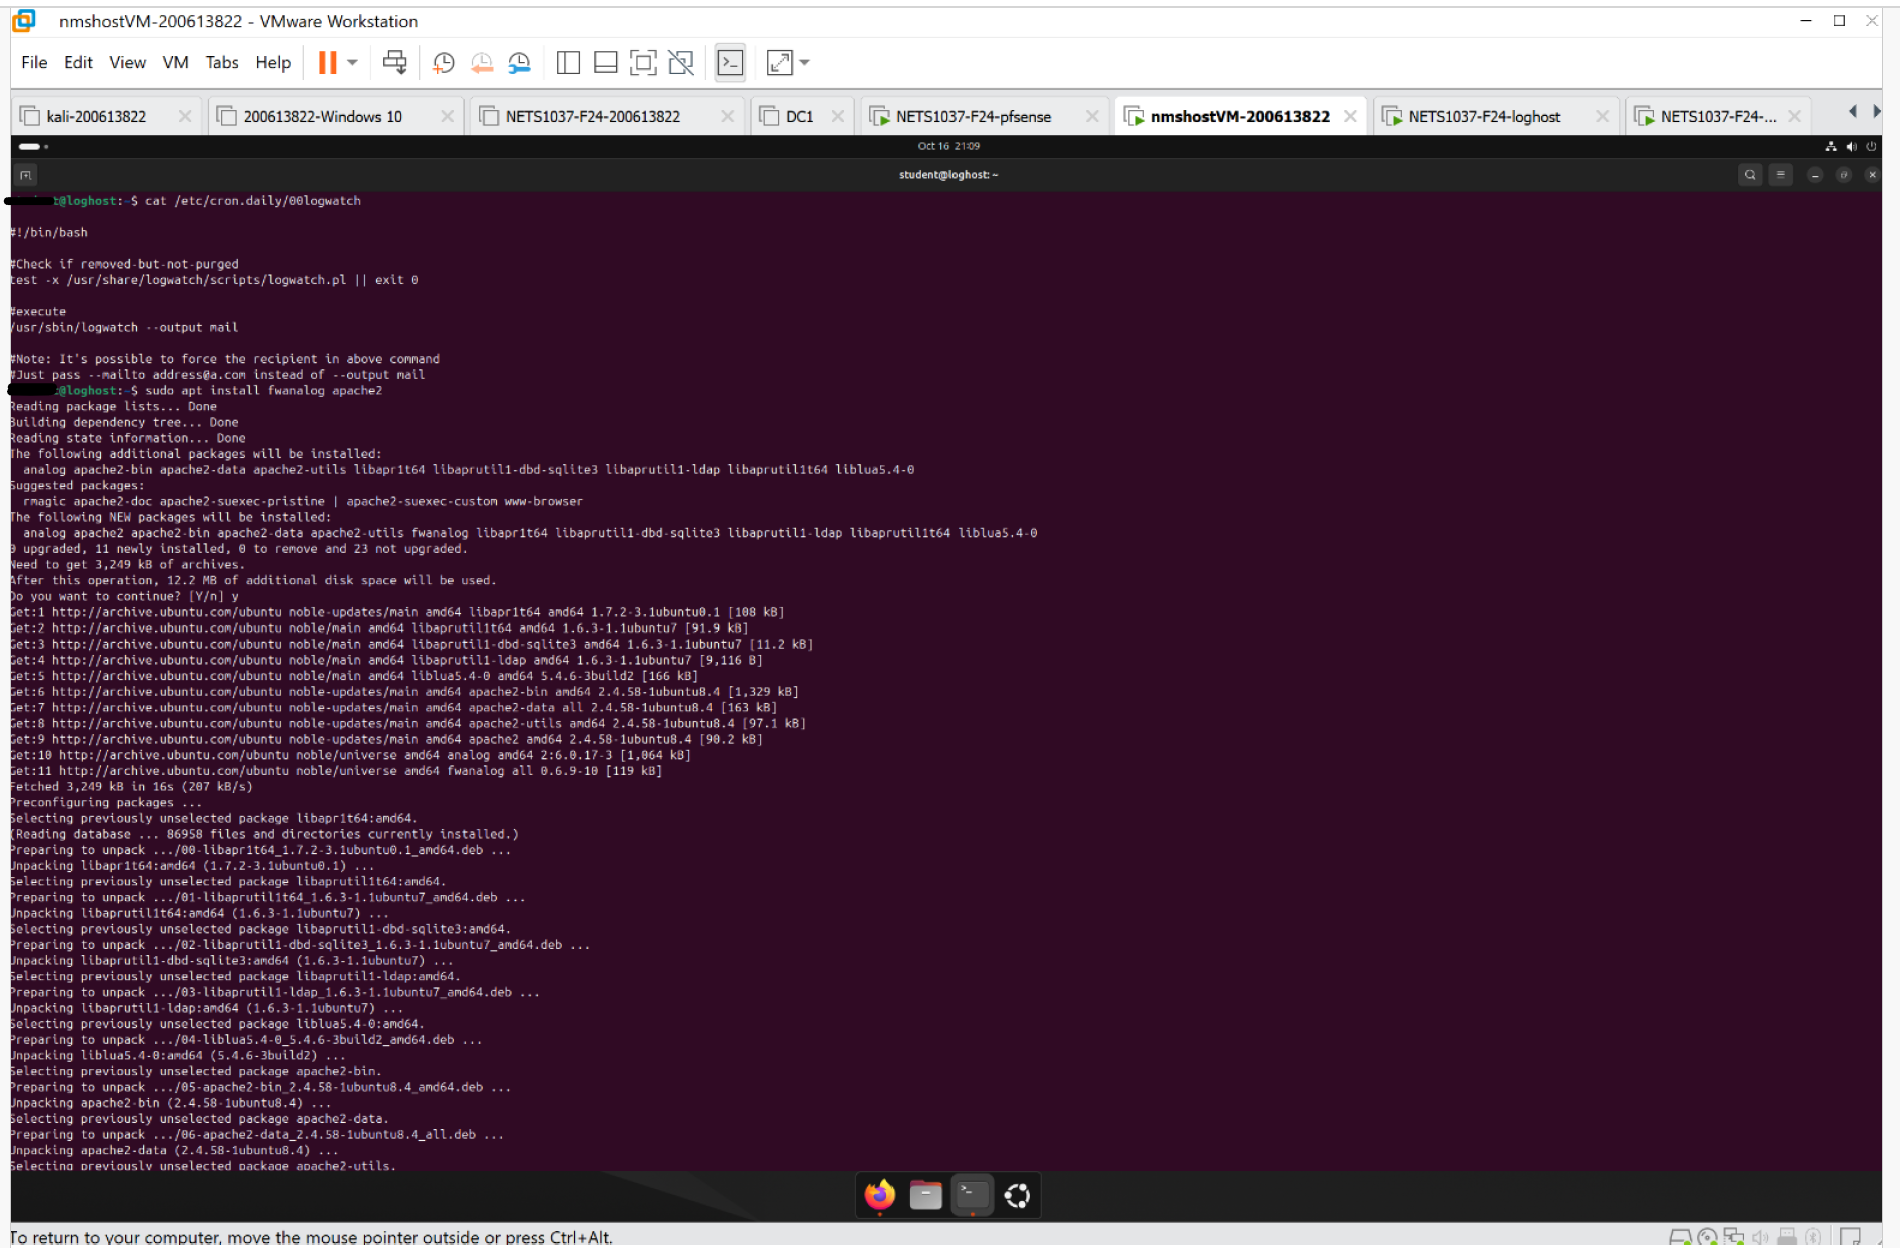 nmshostVM-200613822 - VMware Workstation
File Edit View VM Tabs Help
kali-200613822
200613822-Windows 10
NETS1037-F24-200613822
DC1
NETS1037-F24-pfsense
nmshostVM-200613822
NETS1037-F24-loghost
NETS1037-F24-...
Oct 16 21:09
student@loghost: ~
t@loghost:~$ cat /etc/cron.daily/00logwatch
#!/bin/bash
#Check if removed-but-not-purged
test -x /usr/share/logwatch/scripts/logwatch.pl || exit 0
#execute
/usr/sbin/logwatch --output mail
#Note: It's possible to force the recipient in above command
#Just pass --mailto address@a.com instead of --output mail
@loghost:~$ sudo apt install fwanalog apache2
Reading package lists... Done
Building dependency tree... Done
Reading state information... Done
The following additional packages will be installed:
analog apache2-bin apache2-data apache2-utils libapr1t64 libaprutil1-dbd-sqlite3 libaprutil1-ldap libaprutil1t64 liblua5.4-0
Suggested packages:
rmagic apache2-doc apache2-suexec-pristine | apache2-suexec-custom www-browser
The following NEW packages will be installed:
analog apache2 apache2-bin apache2-data apache2-utils fwanalog libapr1t64 libaprutil1-dbd-sqlite3 libaprutil1-ldap libaprutil1t64 liblua5.4-0
0 upgraded, 11 newly installed, 0 to remove and 23 not upgraded.
Need to get 3,249 kB of archives.
After this operation, 12.2 MB of additional disk space will be used.
Do you want to continue? [Y/n] y
Get:1 http://archive.ubuntu.com/ubuntu noble-updates/main amd64 libapr1t64 amd64 1.7.2-3.1ubuntu0.1 [108 kB]
Get:2 http://archive.ubuntu.com/ubuntu noble/main amd64 libaprutil1t64 amd64 1.6.3-1.1ubuntu7 [91.9 kB]
Get:3 http://archive.ubuntu.com/ubuntu noble/main amd64 libaprutil1-dbd-sqlite3 amd64 1.6.3-1.1ubuntu7 [11.2 kB]
Get:4 http://archive.ubuntu.com/ubuntu noble/main amd64 libaprutil1-ldap amd64 1.6.3-1.1ubuntu7 [9,116 B]
Get:5 http://archive.ubuntu.com/ubuntu noble/main amd64 liblua5.4-0 amd64 5.4.6-3build2 [166 kB]
Get:6 http://archive.ubuntu.com/ubuntu noble-updates/main amd64 apache2-bin amd64 2.4.58-1ubuntu8.4 [1,329 kB]
Get:7 http://archive.ubuntu.com/ubuntu noble-updates/main amd64 apache2-data all 2.4.58-1ubuntu8.4 [163 kB]
Get:8 http://archive.ubuntu.com/ubuntu noble-updates/main amd64 apache2-utils amd64 2.4.58-1ubuntu8.4 [97.1 kB]
Get:9 http://archive.ubuntu.com/ubuntu noble-updates/main amd64 apache2 amd64 2.4.58-1ubuntu8.4 [90.2 kB]
Get:10 http://archive.ubuntu.com/ubuntu noble/universe amd64 analog amd64 2:6.0.17-3 [1,064 kB]
Get:11 http://archive.ubuntu.com/ubuntu noble/universe amd64 fwanalog all 0.6.9-10 [119 kB]
Fetched 3,249 kB in 16s (207 kB/s)
Preconfiguring packages ...
Selecting previously unselected package libapr1t64:amd64.
(Reading database ... 86958 files and directories currently installed.)
Preparing to unpack .../00-libapr1t64_1.7.2-3.1ubuntu0.1_amd64.deb ...
Unpacking libapr1t64:amd64 (1.7.2-3.1ubuntu0.1) ...
Selecting previously unselected package libaprutil1t64:amd64.
Preparing to unpack .../01-libaprutil1t64_1.6.3-1.1ubuntu7_amd64.deb ...
Unpacking libaprutil1t64:amd64 (1.6.3-1.1ubuntu7) ...
Selecting previously unselected package libaprutil1-dbd-sqlite3:amd64.
Preparing to unpack .../02-libaprutil1-dbd-sqlite3_1.6.3-1.1ubuntu7_amd64.deb ...
Unpacking libaprutil1-dbd-sqlite3:amd64 (1.6.3-1.1ubuntu7) ...
Selecting previously unselected package libaprutil1-ldap:amd64.
Preparing to unpack .../03-libaprutil1-ldap_1.6.3-1.1ubuntu7_amd64.deb ...
Unpacking libaprutil1-ldap:amd64 (1.6.3-1.1ubuntu7) ...
Selecting previously unselected package liblua5.4-0:amd64.
Preparing to unpack .../04-liblua5.4-0_5.4.6-3build2_amd64.deb ...
Unpacking liblua5.4-0:amd64 (5.4.6-3build2) ...
Selecting previously unselected package apache2-bin.
Preparing to unpack .../05-apache2-bin_2.4.58-1ubuntu8.4_amd64.deb ...
Unpacking apache2-bin (2.4.58-1ubuntu8.4) ...
Selecting previously unselected package apache2-data.
Preparing to unpack .../06-apache2-data_2.4.58-1ubuntu8.4_all.deb ...
Unpacking apache2-data (2.4.58-1ubuntu8.4) ...
Selecting previously unselected package apache2-utils.
To return to your computer, move the mouse pointer outside or press Ctrl+Alt.